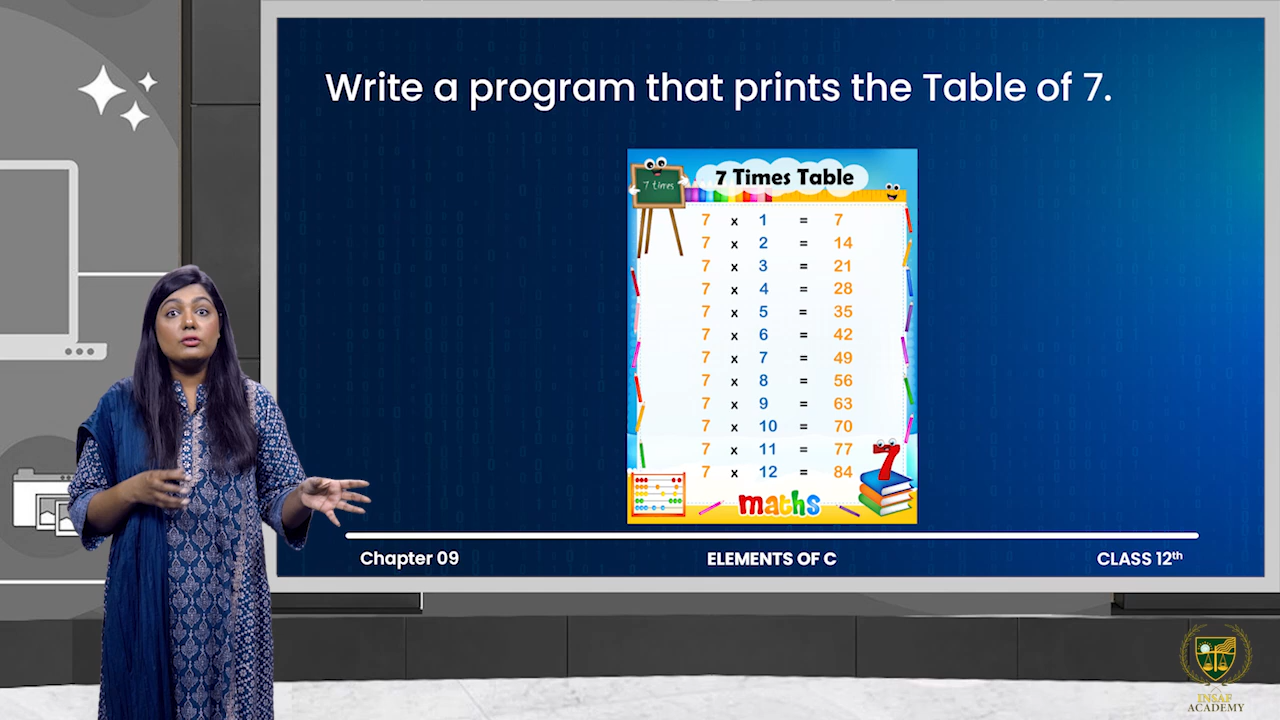 Write a program that prints the Table of 7.
7 times
7 Times Table
7 x 1 = 7
7 x 2 = 14
7 x 3 = 21
7 x 4 = 28
7 x 5 = 35
7 x 6 = 42
7 x 7 = 49
7 x 8 = 56
7 x 9 = 63
7 x 10 = 70
7 x 11 = 77
7 x 12 = 84
7
maths
Chapter 09
ELEMENTS OF C
CLASS 12th
INSAF
ACADEMY